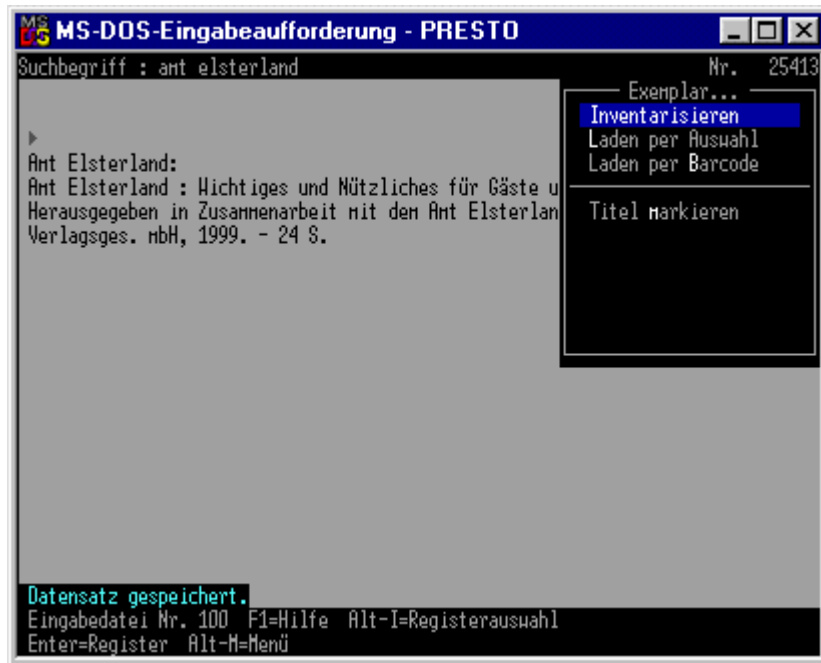 MS-DOS-Eingabeaufforderung - PRESTO
Suchbegriff : amt elsterland Nr. 25413
Exemplar...
Inventarisieren
Laden per Auswahl
Laden per Barcode
Titel markieren
Amt Elsterland:
Amt Elsterland : Wichtiges und Nützliches für Gäste u
Herausgegeben in Zusammenarbeit mit dem Amt Elsterlan
Verlagsges. mbH, 1999. - 24 S.
Datensatz gespeichert.
Eingabedatei Nr. 100 F1=Hilfe Alt-I=Registerauswahl
Enter=Register Alt-M=Menü